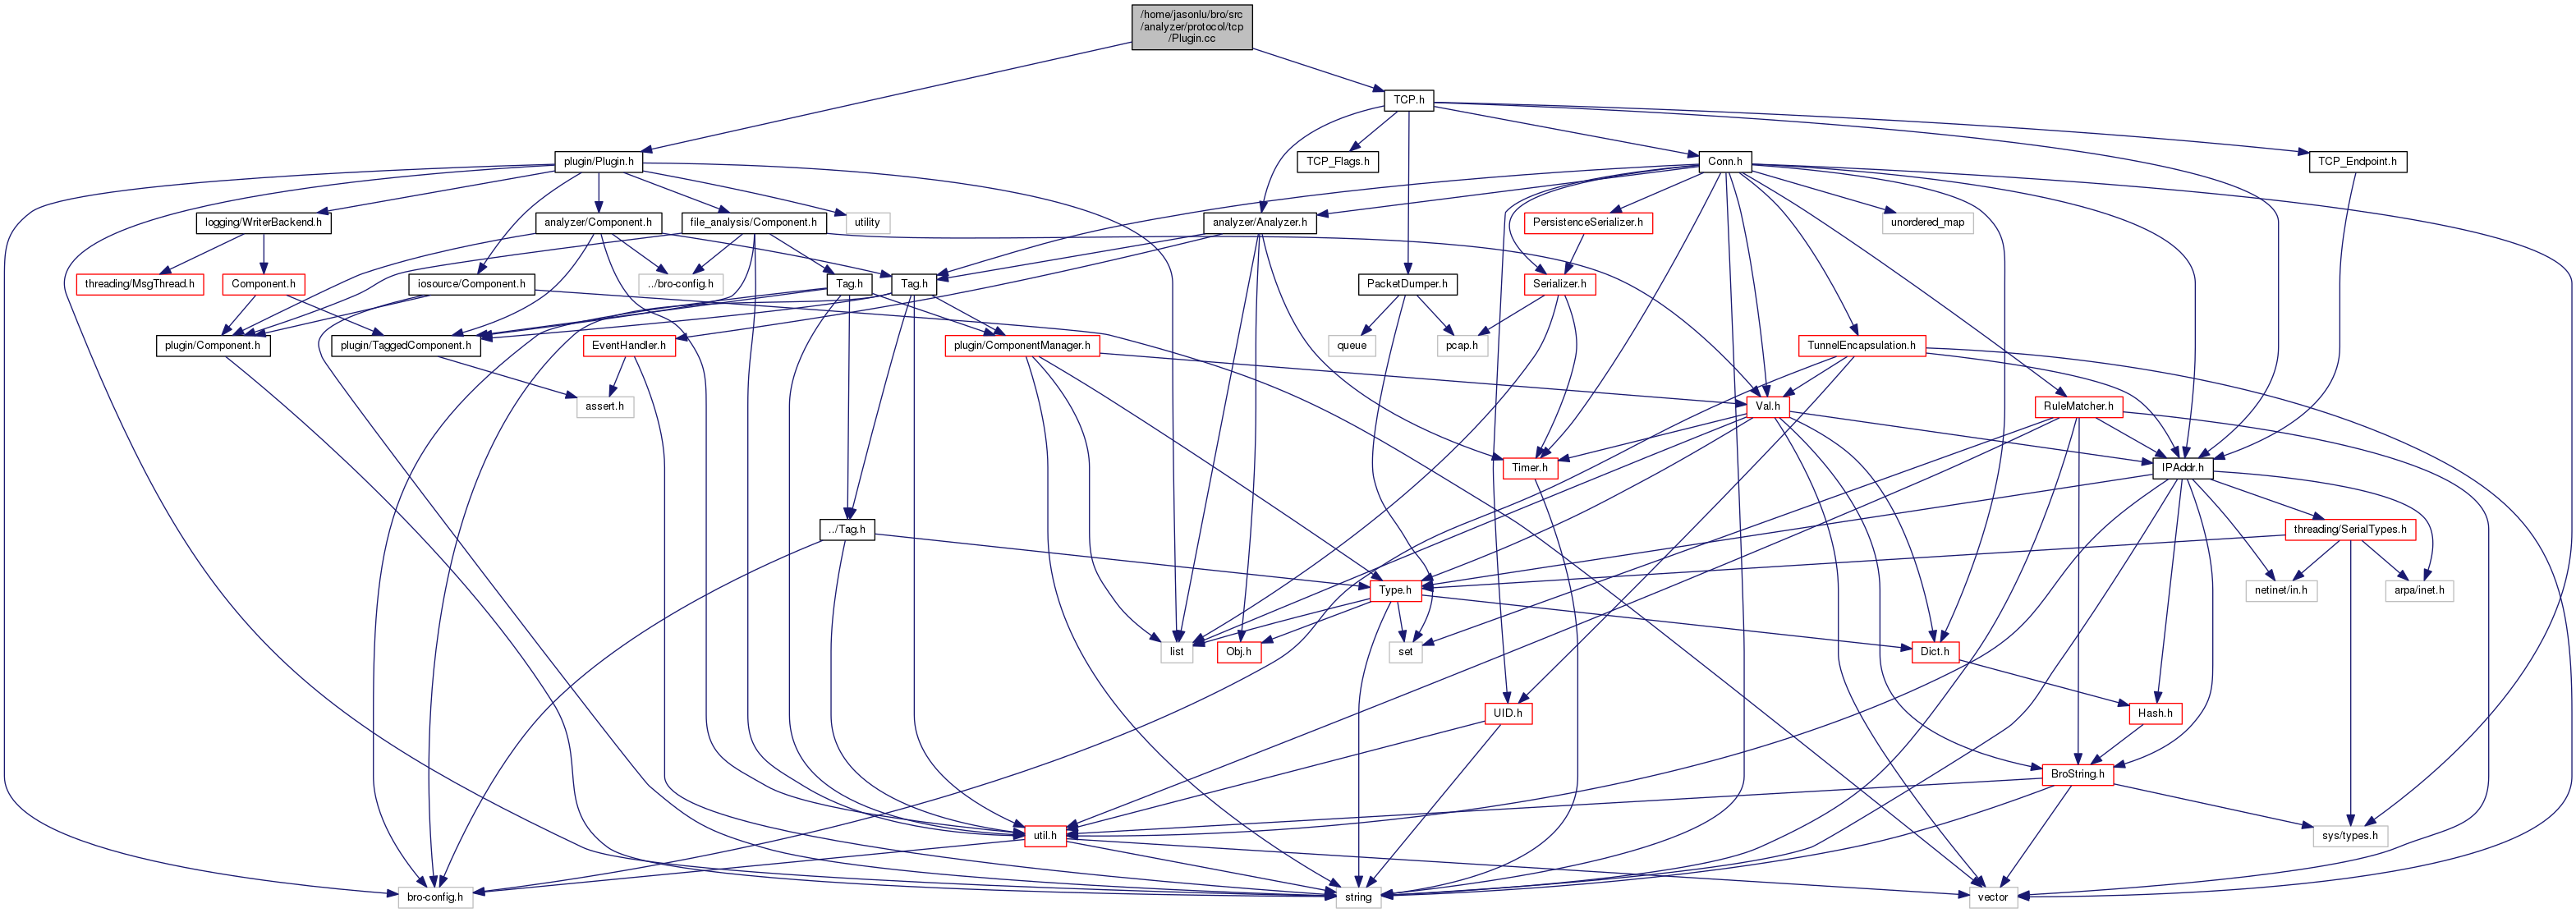 /home/jasonlu/bro/src
/analyzer/protocol/tcp
/Plugin.cc
TCP.h
plugin/Plugin.h
TCP_Flags.h
Conn.h
TCP_Endpoint.h
logging/WriterBackend.h
analyzer/Component.h
file_analysis/Component.h
utility
analyzer/Analyzer.h
PersistenceSerializer.h
unordered_map
threading/MsgThread.h
Component.h
iosource/Component.h
../bro-config.h
Tag.h
Tag.h
PacketDumper.h
Serializer.h
plugin/Component.h
plugin/TaggedComponent.h
EventHandler.h
plugin/ComponentManager.h
queue
pcap.h
TunnelEncapsulation.h
assert.h
Val.h
RuleMatcher.h
Timer.h
IPAddr.h
../Tag.h
threading/SerialTypes.h
Type.h
netinet/in.h
arpa/inet.h
list
Obj.h
set
Dict.h
UID.h
Hash.h
BroString.h
util.h
sys/types.h
bro-config.h
string
vector